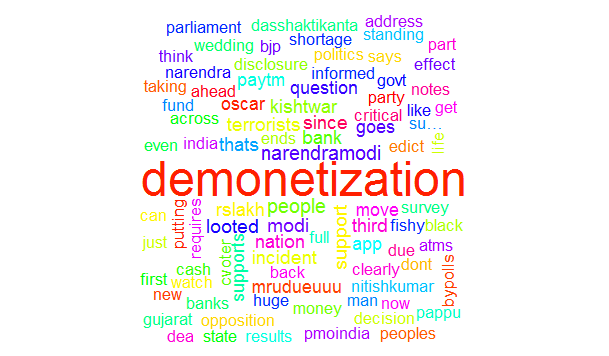 parliament dasshaktikanta address
wedding bjp shortage standing part
think disclosure politics says effect
narendra paytm informed govt
taking ahead question party notes
fund oscar kishtwar critical like get
across terrorists since goes su...
even india thats ends bank edict life
narendramodi
demonetization
can putting requires rslakh people support move survey
looted modi third fishy black
just cvoter supports nation full app due atms
incident clearly dont
first cash back nitishkumar bypolls
watch mrudueuuu
new banks huge money man now pappu
gujarat opposition decision
dea state results pmoindia peoples